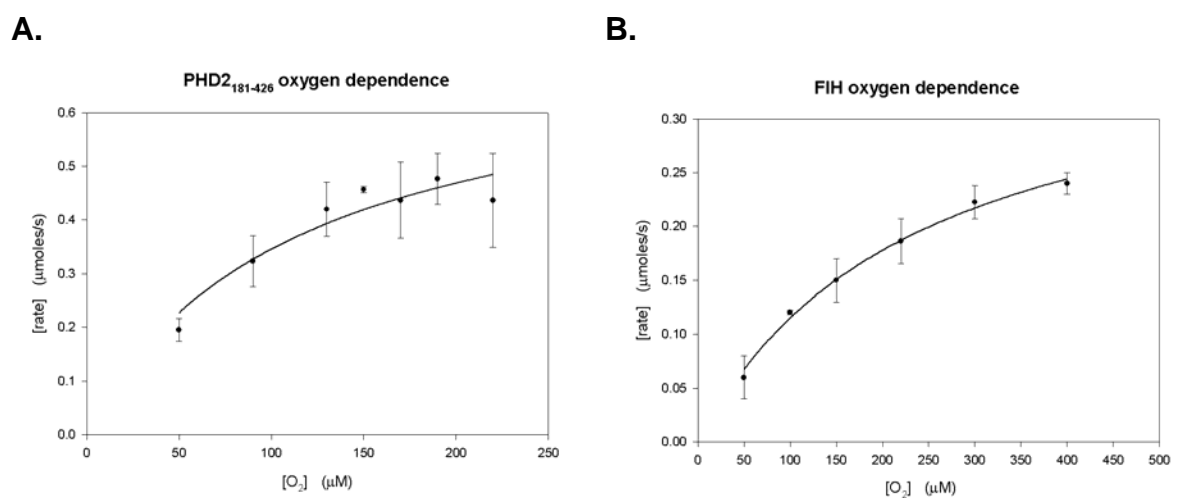 A.
PHD2181-426 oxygen dependence
0.6
0.5
0.4
0.3
0.2
0.1
0.0
[rate] (μmoles/s)
0 50 100 150 200 250
[O2] (μM)
B.
FIH oxygen dependence
0.30
0.25
0.20
0.15
0.10
0.05
0.00
[rate] (μmoles/s)
0 50 100 150 200 250 300 350 400 450 500
[O2] (μM)